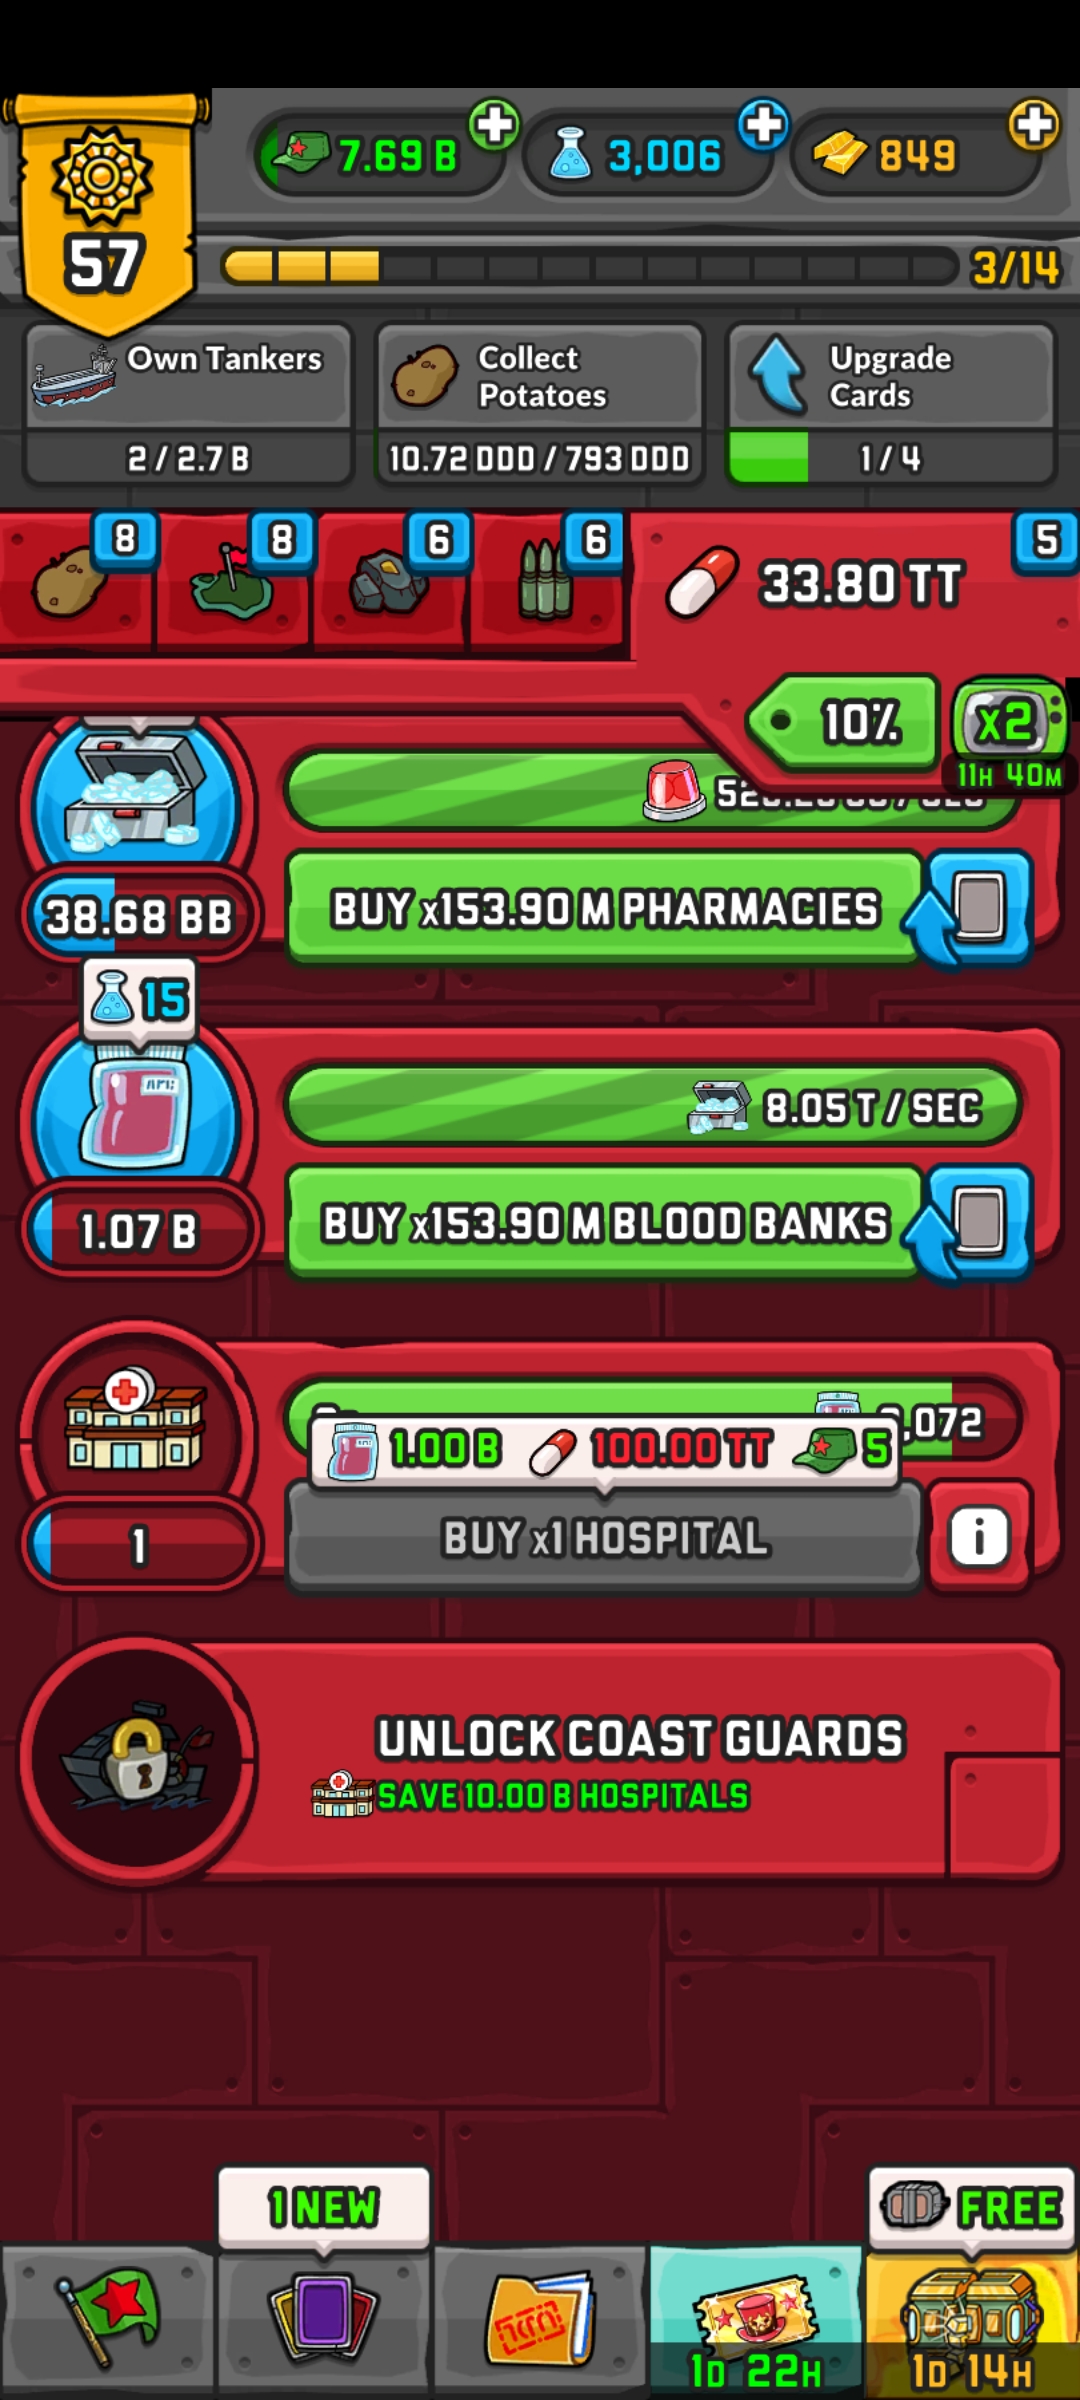 7.69 B
3,006
849
57
3/14
Own Tankers
2 / 2.7 B
Collect
Potatoes
10.72 DDD / 793 DDD
Upgrade
Cards
1 / 4
8
8
6
6
5
33.80 TT
10%
x2
11H 40M
38.68 BB
BUY x153.90 M PHARMACIES
15
8.05 T / SEC
1.07 B
BUY x153.90 M BLOOD BANKS
,072
1.00 B
100.00 TT
5
BUY x1 HOSPITAL
i
1
UNLOCK COAST GUARDS
SAVE 10.00 B HOSPITALS
1 NEW
FREE
1D 22H
1D 14H